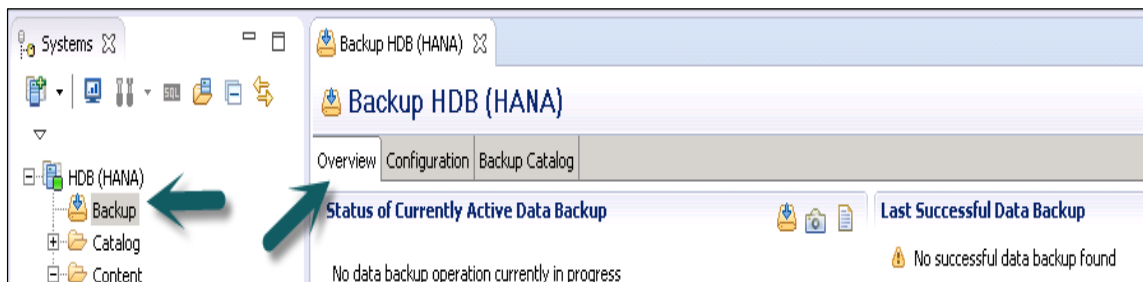 Systems
Backup HDB (HANA)
SQL
Backup HDB (HANA)
Overview Configuration Backup Catalog
HDB (HANA)
Backup
Catalog
Content
Status of Currently Active Data Backup
No data backup operation currently in progress
Last Successful Data Backup
No successful data backup found